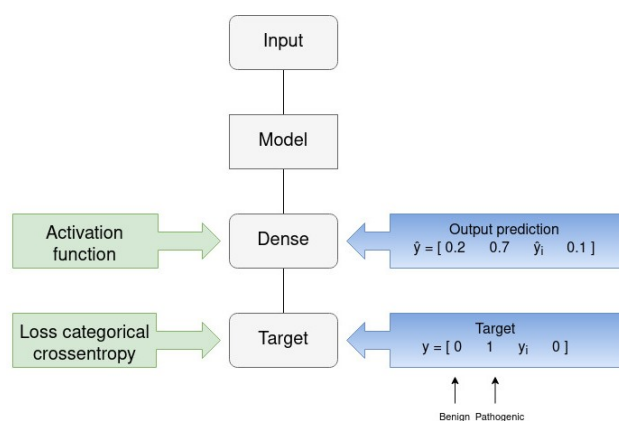 Input
Model
Activation
function
Dense
Output prediction
ŷ = [ 0.2 0.7 ŷi 0.1 ]
Loss categorical
crossentropy
Target
Target
y = [ 0 1 yi 0 ]
Benign Pathogenic